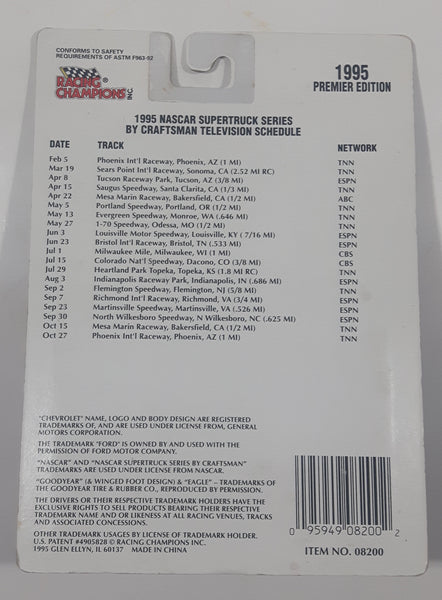 CONFORMS TO SAFETY
REQUIREMENTS OF ASTM F963-92
RACING
CHAMPIONS INC.
1995
PREMIER EDITION
1995 NASCAR SUPERTRUCK SERIES
BY CRAFTSMAN TELEVISION SCHEDULE
DATE TRACK NETWORK
Feb 5 Phoenix Int'l Raceway, Phoenix, AZ (1 MI) TNN
Mar 19 Sears Point Int'l Raceway, Sonoma, CA (2.52 MI RC) TNN
Apr 8 Tucson Raceway Park, Tucson, AZ (3/8 MI) ESPN
Apr 15 Saugus Speedway, Santa Clarita, CA (1/3 MI) TNN
Apr 22 Mesa Marin Raceway, Bakersfield, CA (1/2 MI) ABC
May 5 Portland Speedway, Portland, OR (1/2 MI) TNN
May 13 Evergreen Speedway, Monroe, WA (.646 MI) TNN
May 27 1-70 Speedway, Odessa, MO (1/2 MI) TNN
Jun 3 Louisville Motor Speedway, Louisville, KY ( .7/16 MI) ESPN
Jun 23 Bristol Int'l Raceway, Bristol, TN (.533 MI) ESPN
Jul 1 Milwaukee Mile, Milwaukee, WI (1 MI) CBS
Jul 15 Colorado Nat'l Speedway, Dacono, CO (3/8 MI) CBS
Jul 29 Heartland Park Topeka, Topeka, KS (1.8 MI RC) TNN
Aug 3 Indianapolis Raceway Park, Indianapolis, IN (.686 MI) ESPN
Sep 2 Flemington Speedway, Flemington, NJ (5/8 MI) TNN
Sep 7 Richmond Int'l Raceway, Richmond, VA (3/4 MI) ESPN
Sep 23 Martinsville Speedway, Martinsville, VA (.526 MI) ESPN
Sep 30 North Wilkesboro Speedway, N Wilkesboro, NC (.625 MI) ESPN
Oct 15 Mesa Marin Raceway, Bakersfield, CA (1/2 MI) TNN
Oct 27 Phoenix Int'l Raceway, Phoenix, AZ (1 MI) TNN
"CHEVROLET" NAME, LOGO AND BODY DESIGN ARE REGISTERED
TRADEMARKS OF, AND ARE USED UNDER LICENSE FROM, GENERAL
MOTORS CORPORATION.
THE TRADEMARK "FORD" IS OWNED BY AND USED WITH THE
PERMISSION OF FORD MOTOR COMPANY.
"NASCAR" AND "NASCAR SUPERTRUCK SERIES BY CRAFTSMAN"
TRADEMARKS ARE USED UNDER LICENSE FROM NASCAR.
"GOODYEAR" (& WINGED FOOT DESIGN) & "EAGLE" – TRADEMARKS OF
THE GOODYEAR TIRE & RUBBER CO., REPRODUCED BY PERMISSION.
THE DRIVERS OR THEIR RESPECTIVE TRADEMARK HOLDERS HAVE THE
EXCLUSIVE RIGHTS TO SELL PRODUCTS BEARING THEIR RESPECTIVE
TRADEMARK NAME AND OR LIKENESS AT ALL RACING VENUES, TRACKS
AND ASSOCIATED EVENTS.
OTHER TRADEMARKS USED BY LICENSE OF TRADEMARK HOLDER.
U.S. PATENT #4905828 © RACING CHAMPIONS INC.
1995 GLEN ELLYN, IL 60137 MADE IN CHINA
0 95949 08200 2
ITEM NO. 08200